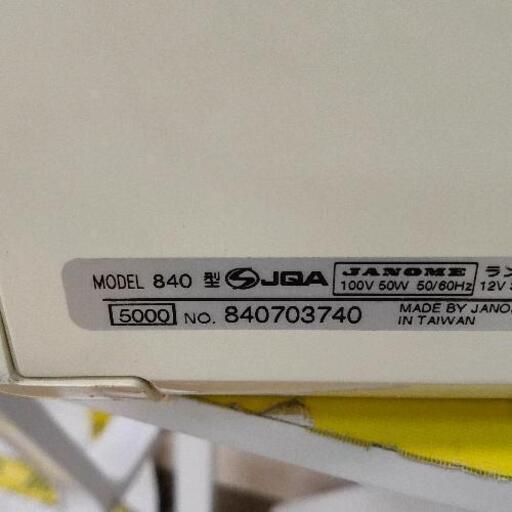 MODEL 840 型 JQA JANOME ラン
100V 50W 50/60Hz 12V
5000 NO. 840703740 MADE BY JANO
IN TAIWAN